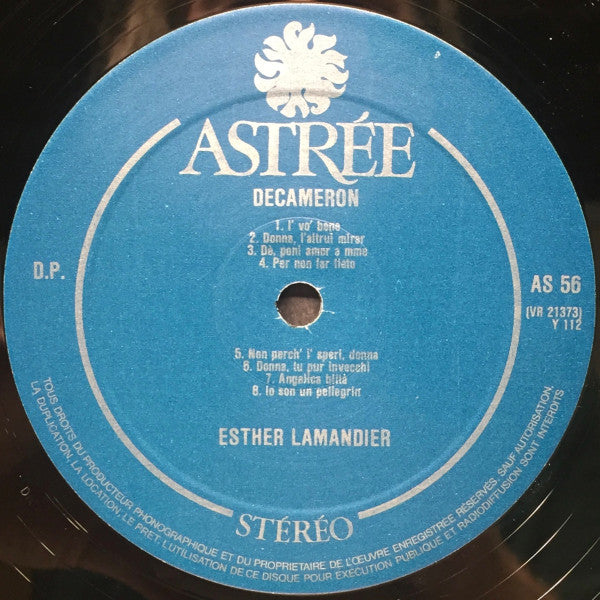 ASTRÉE
DECAMERON
1. I' vo' bene
2. Donna, l'altrui mirar
3. Dè, poni amor a mme
4. Per non far lieto
D.P.
AS 56
(VR 21373)
Y 112
5. Non perch' i' speri, donna
6. Donna, tu pur invecchi
7. Angelica biltà
8. Io son un pellegrin
ESTHER LAMANDIER
STÉRÉO
TOUS DROITS DU PRODUCTEUR PHONOGRAPHIQUE ET DU PROPRIETAIRE DE L'ŒUVRE ENREGISTREE RÉSERVÉS. SAUF AUTORISATION,
LA DUPLICATION, LA LOCATION, LE PRET, L'UTILISATION DE CE DISQUE POUR EXÉCUTION PUBLIQUE ET RADIODIFFUSION SONT INTERDITS